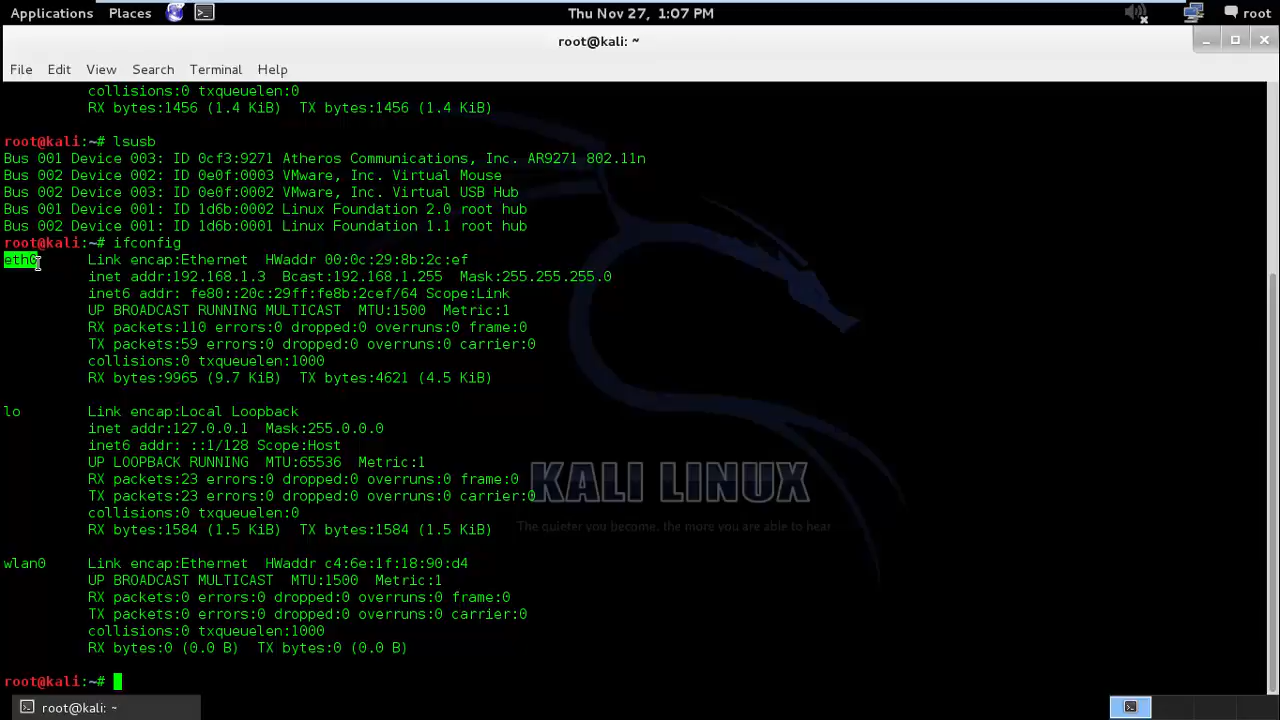 Applications Places Thu Nov 27, 1:07 PM root
root@kali: ~
File Edit View Search Terminal Help
collisions:0 txqueuelen:0
RX bytes:1456 (1.4 KiB) TX bytes:1456 (1.4 KiB)
root@kali:~# lsusb
Bus 001 Device 003: ID 0cf3:9271 Atheros Communications, Inc. AR9271 802.11n
Bus 002 Device 002: ID 0e0f:0003 VMware, Inc. Virtual Mouse
Bus 002 Device 003: ID 0e0f:0002 VMware, Inc. Virtual USB Hub
Bus 001 Device 001: ID 1d6b:0002 Linux Foundation 2.0 root hub
Bus 002 Device 001: ID 1d6b:0001 Linux Foundation 1.1 root hub
root@kali:~# ifconfig
eth0 Link encap:Ethernet HWaddr 00:0c:29:8b:2c:ef
inet addr:192.168.1.3 Bcast:192.168.1.255 Mask:255.255.255.0
inet6 addr: fe80::20c:29ff:fe8b:2cef/64 Scope:Link
UP BROADCAST RUNNING MULTICAST MTU:1500 Metric:1
RX packets:110 errors:0 dropped:0 overruns:0 frame:0
TX packets:59 errors:0 dropped:0 overruns:0 carrier:0
collisions:0 txqueuelen:1000
RX bytes:9965 (9.7 KiB) TX bytes:4621 (4.5 KiB)
lo Link encap:Local Loopback
inet addr:127.0.0.1 Mask:255.0.0.0
inet6 addr: ::1/128 Scope:Host
UP LOOPBACK RUNNING MTU:65536 Metric:1
RX packets:23 errors:0 dropped:0 overruns:0 frame:0
TX packets:23 errors:0 dropped:0 overruns:0 carrier:0
collisions:0 txqueuelen:0
RX bytes:1584 (1.5 KiB) TX bytes:1584 (1.5 KiB)
KALI LINUX
The quieter you become, the more you are able to hear
wlan0 Link encap:Ethernet HWaddr c4:6e:1f:18:90:d4
UP BROADCAST MULTICAST MTU:1500 Metric:1
RX packets:0 errors:0 dropped:0 overruns:0 frame:0
TX packets:0 errors:0 dropped:0 overruns:0 carrier:0
collisions:0 txqueuelen:1000
RX bytes:0 (0.0 B) TX bytes:0 (0.0 B)
root@kali:~#
root@kali: ~